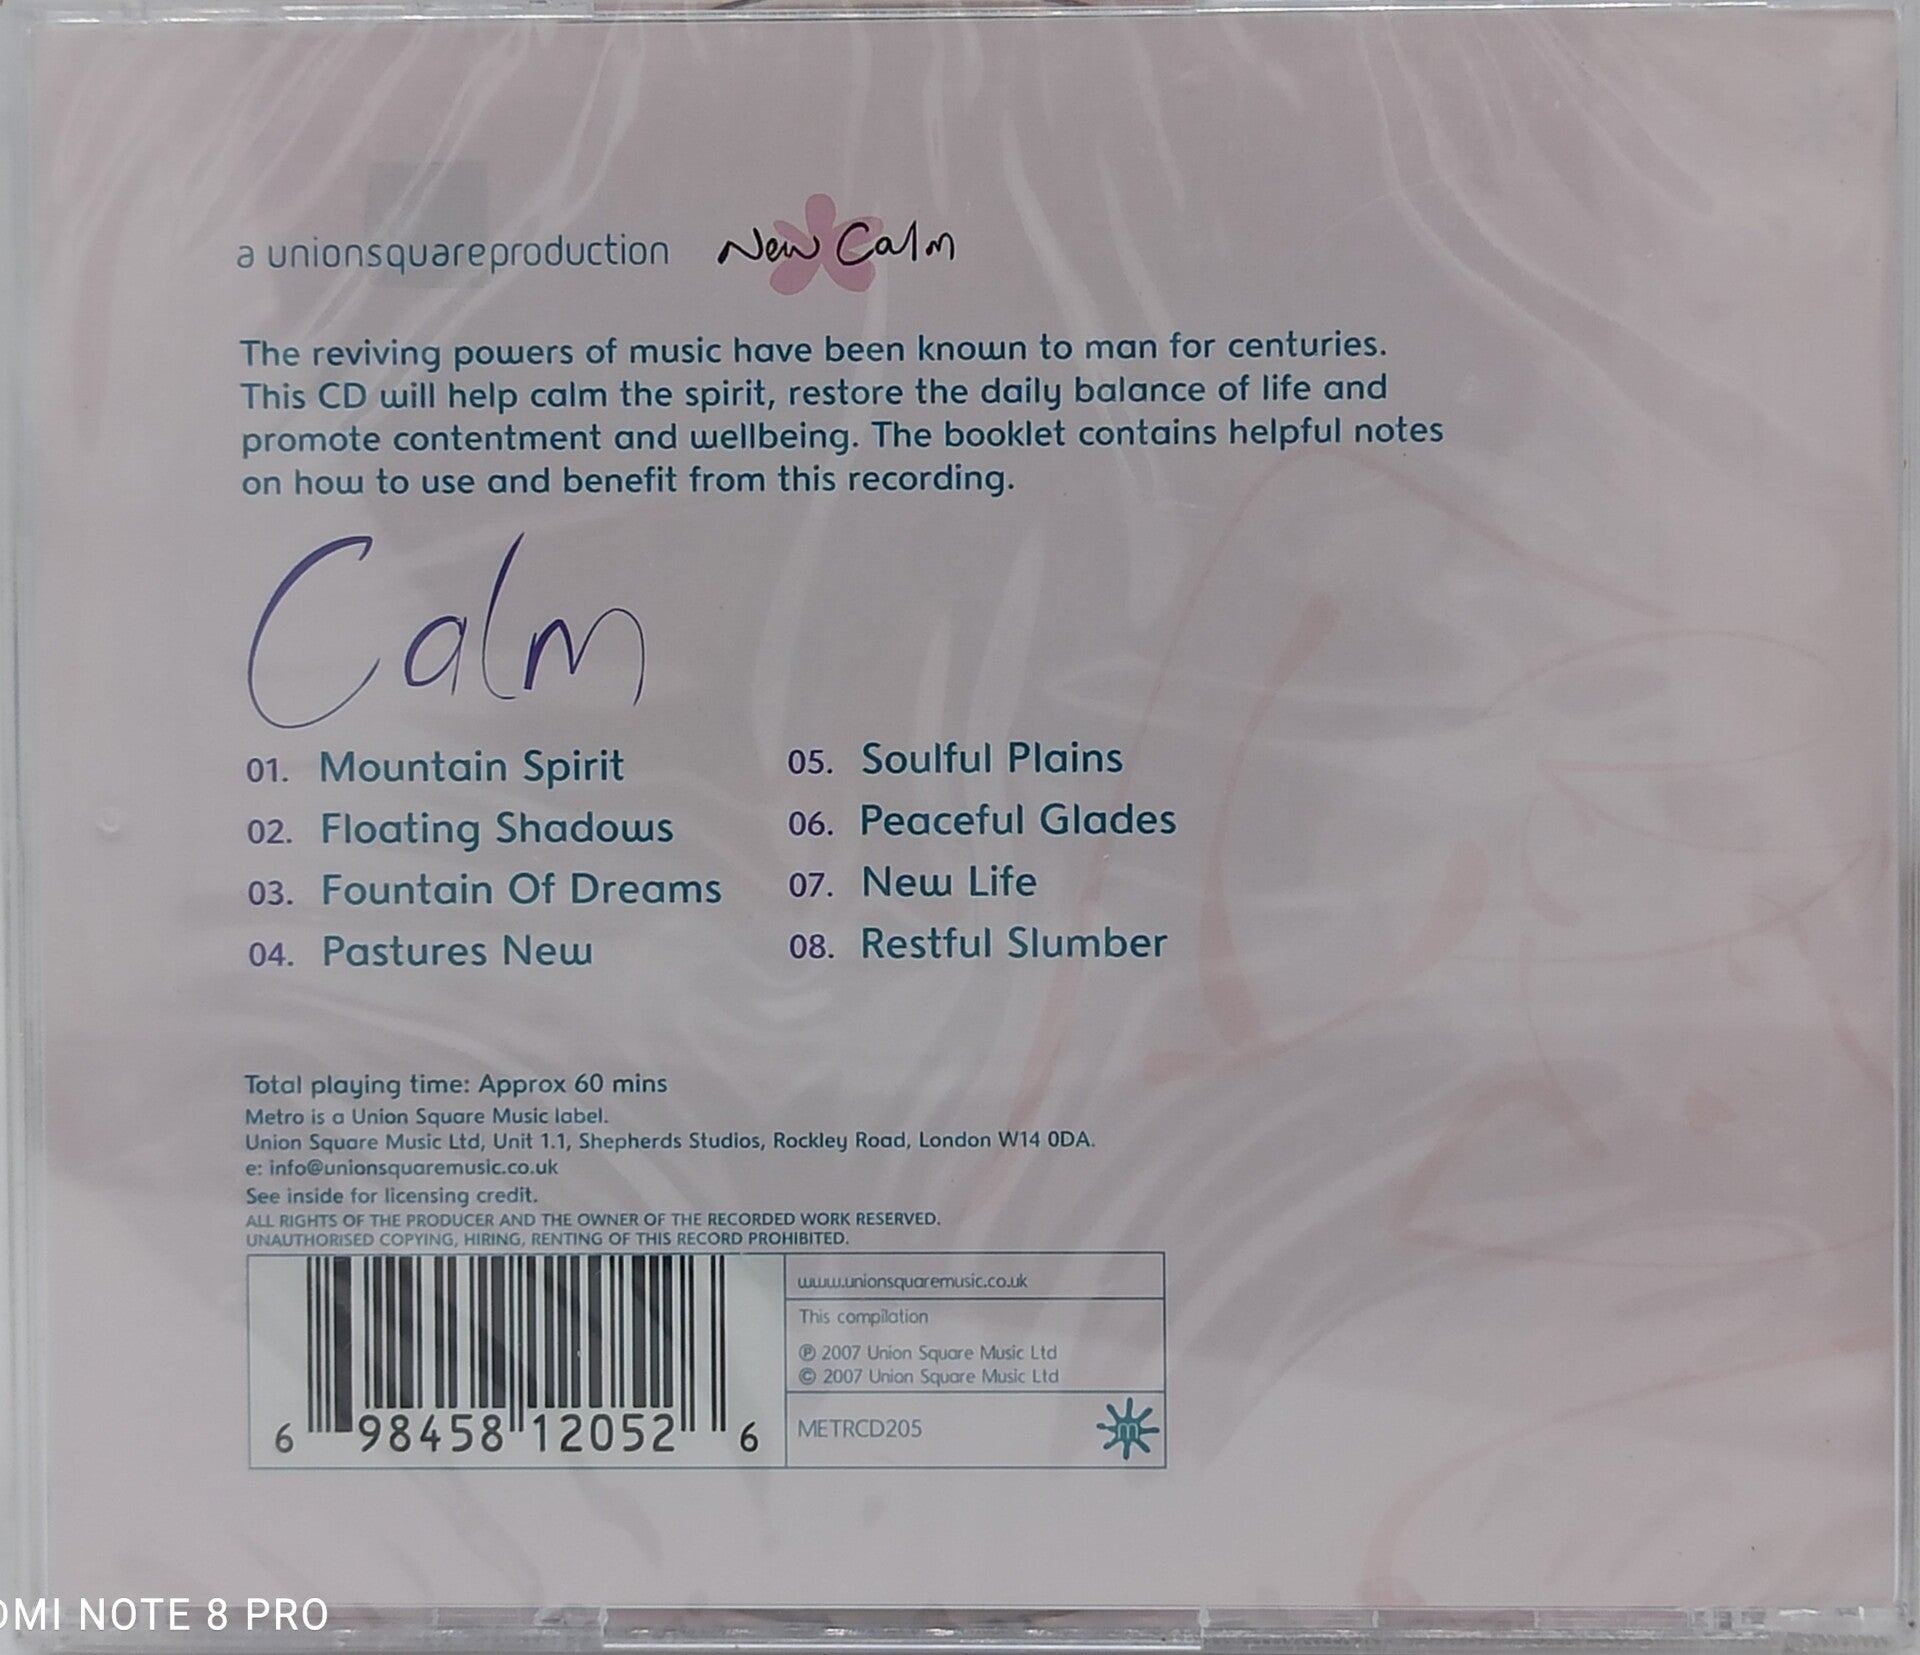 a unionsquareproduction New Calm
The reviving powers of music have been known to man for centuries.
This CD will help calm the spirit, restore the daily balance of life and
promote contentment and wellbeing. The booklet contains helpful notes
on how to use and benefit from this recording.
Calm
01. Mountain Spirit
02. Floating Shadows
03. Fountain Of Dreams
04. Pastures New
05. Soulful Plains
06. Peaceful Glades
07. New Life
08. Restful Slumber
Total playing time: Approx 60 mins
Metro is a Union Square Music label.
Union Square Music Ltd, Unit 1.1, Shepherds Studios, Rockley Road, London W14 0DA.
e: info@unionsquaremusic.co.uk
See inside for licensing credit.
ALL RIGHTS OF THE PRODUCER AND THE OWNER OF THE RECORDED WORK RESERVED.
UNAUTHORISED COPYING, HIRING, RENTING OF THIS RECORD PROHIBITED.
6 98458 12052 6
www.unionsquaremusic.co.uk
This compilation
℗ 2007 Union Square Music Ltd
© 2007 Union Square Music Ltd
METRCD205
m
OMI NOTE 8 PRO